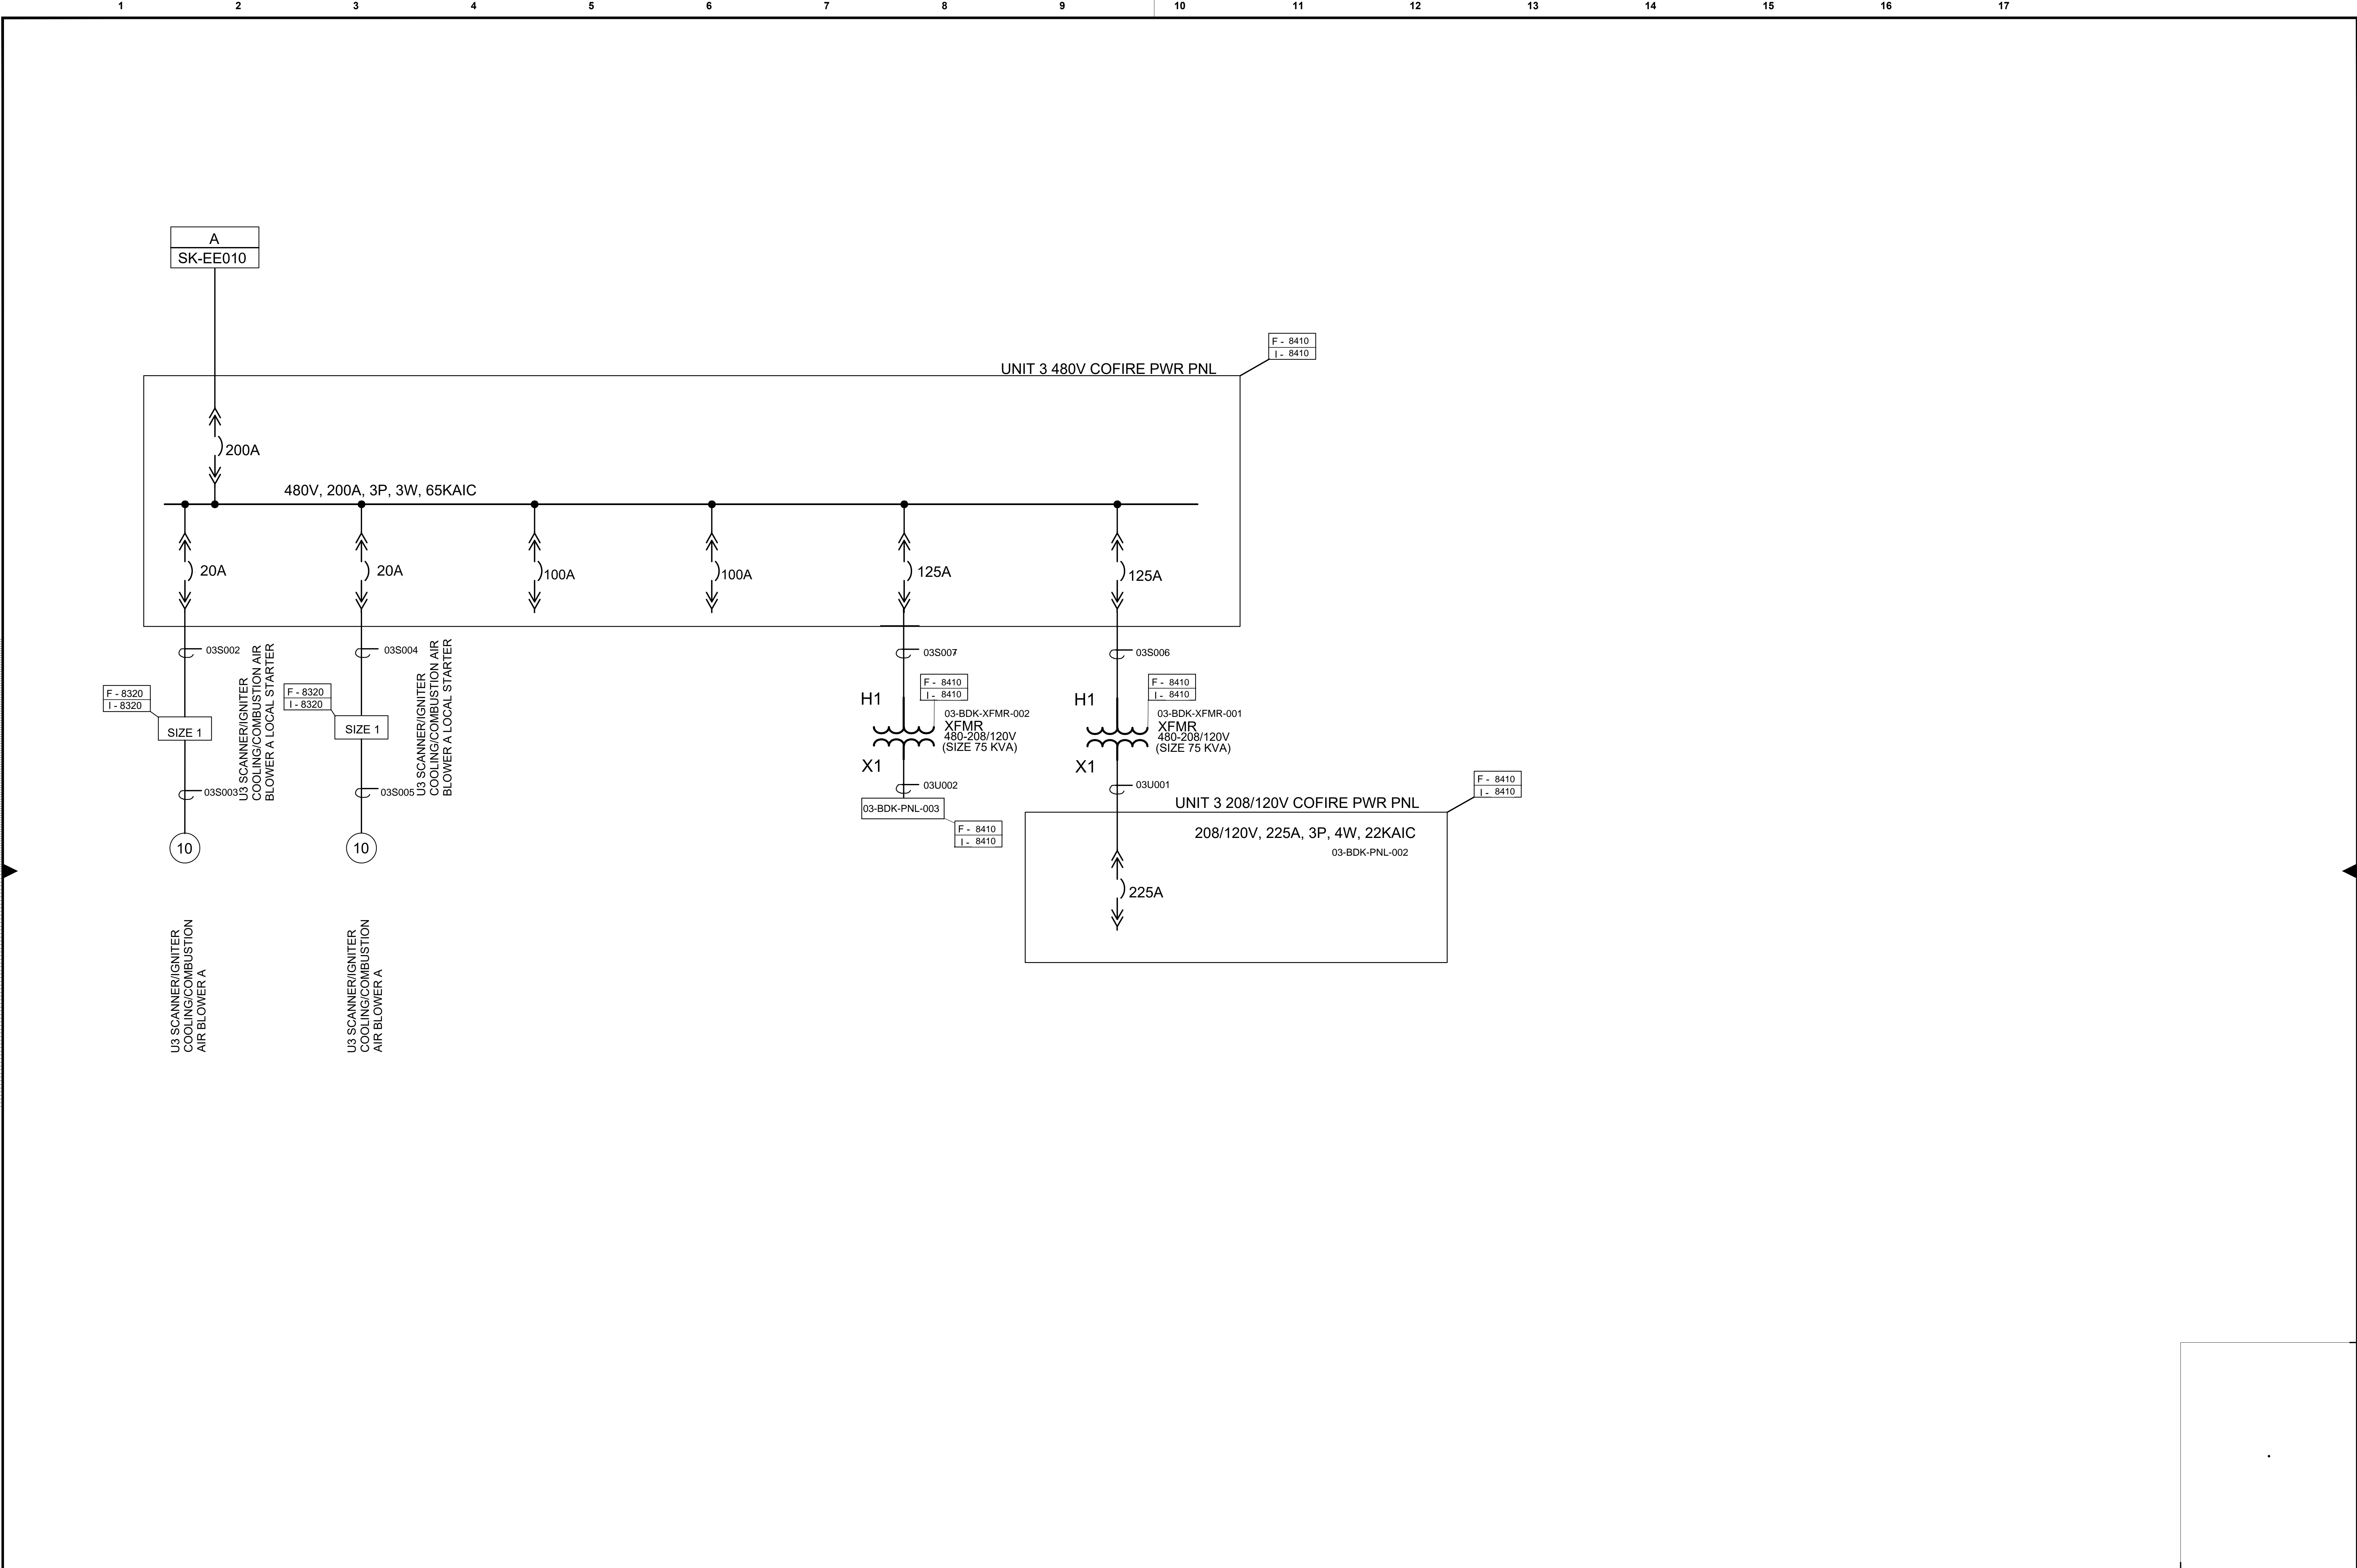 1 2 3 4 5 6 7 8 9 10 11 12 13 14 15 16 17
A
SK-EE010
F - 8410
I - 8410
UNIT 3 480V COFIRE PWR PNL
200A
480V, 200A, 3P, 3W, 65KAIC
20A
20A
100A
100A
125A
125A
03S002
U3 SCANNER/IGNITER
COOLING/COMBUSTION AIR
BLOWER A LOCAL STARTER
F - 8320
I - 8320
SIZE 1
03S003
10
U3 SCANNER/IGNITER
COOLING/COMBUSTION
AIR BLOWER A
03S004
U3 SCANNER/IGNITER
COOLING/COMBUSTION AIR
BLOWER A LOCAL STARTER
F - 8320
I - 8320
SIZE 1
03S005
10
U3 SCANNER/IGNITER
COOLING/COMBUSTION
AIR BLOWER A
03S007
F - 8410
I - 8410
H1
03-BDK-XFMR-002
XFMR
480-208/120V
(SIZE 75 KVA)
X1
03U002
03-BDK-PNL-003
F - 8410
I - 8410
03S006
F - 8410
I - 8410
H1
03-BDK-XFMR-001
XFMR
480-208/120V
(SIZE 75 KVA)
X1
03U001
F - 8410
I - 8410
UNIT 3 208/120V COFIRE PWR PNL
208/120V, 225A, 3P, 4W, 22KAIC
03-BDK-PNL-002
225A